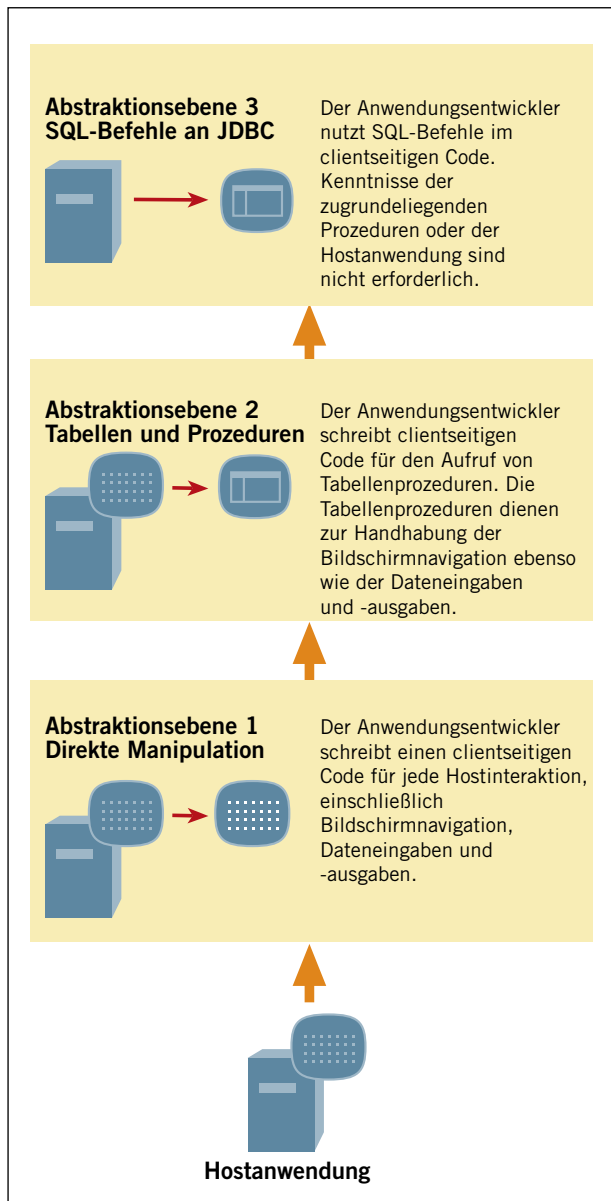 Abstraktionsebene 3
SQL-Befehle an JDBC
Der Anwendungsentwickler
nutzt SQL-Befehle im
clientseitigen Code.
Kenntnisse der
zugrundeliegenden
Prozeduren oder der
Hostanwendung sind
nicht erforderlich.
Abstraktionsebene 2
Tabellen und Prozeduren
Der Anwendungsentwickler
schreibt clientseitigen
Code für den Aufruf von
Tabellenprozeduren. Die
Tabellenprozeduren dienen
zur Handhabung der
Bildschirmnavigation ebenso
wie der Dateneingaben
und -ausgaben.
Abstraktionsebene 1
Direkte Manipulation
Der Anwendungsentwickler
schreibt einen clientseitigen
Code für jede Hostinteraktion,
einschließlich
Bildschirmnavigation,
Dateneingaben und
-ausgaben.
Hostanwendung